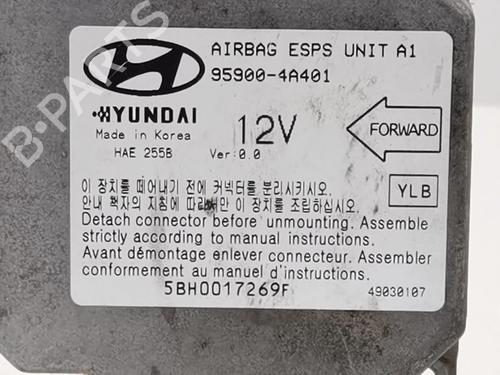 AIRBAG ESPS UNIT A1
95900-4A401
HYUNDAI
Made in Korea
HAE 255B
Ver:0.0
12V
FORWARD
이 장치를 떼어내기 전에 커넥터를 분리시키시오.
안내 책자의 지침에 따라서만 이 장치를 조립하십시오.
YLB
Detach connector before unmounting. Assemble
strictly according to manual instructions.
Avant démontage enlever connecteur. Assembler
conformement au manuel d'instructions.
5BH0017269F
49030107
B-PARTS